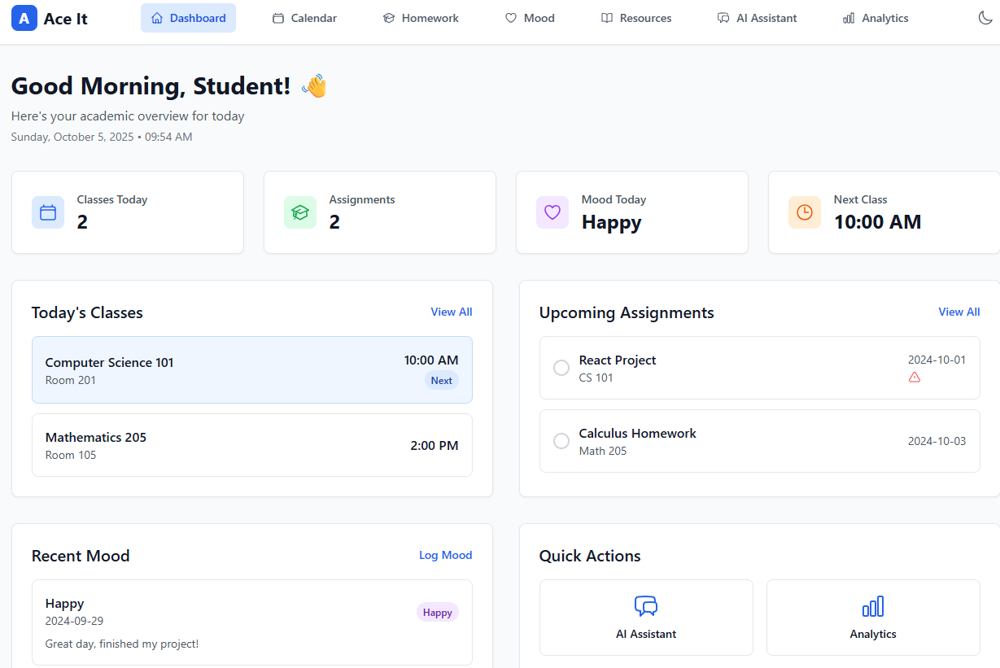 A Ace It
Dashboard
Calendar
Homework
Mood
Resources
AI Assistant
Analytics
Good Morning, Student! 👋
Here's your academic overview for today
Sunday, October 5, 2025 • 09:54 AM
Classes Today
2
Assignments
2
Mood Today
Happy
Next Class
10:00 AM
Today's Classes
View All
Computer Science 101
10:00 AM
Room 201
Next
Mathematics 205
2:00 PM
Room 105
Upcoming Assignments
View All
React Project
2024-10-01
CS 101
Calculus Homework
2024-10-03
Math 205
Recent Mood
Log Mood
Happy
Happy
2024-09-29
Great day, finished my project!
Quick Actions
AI Assistant
Analytics